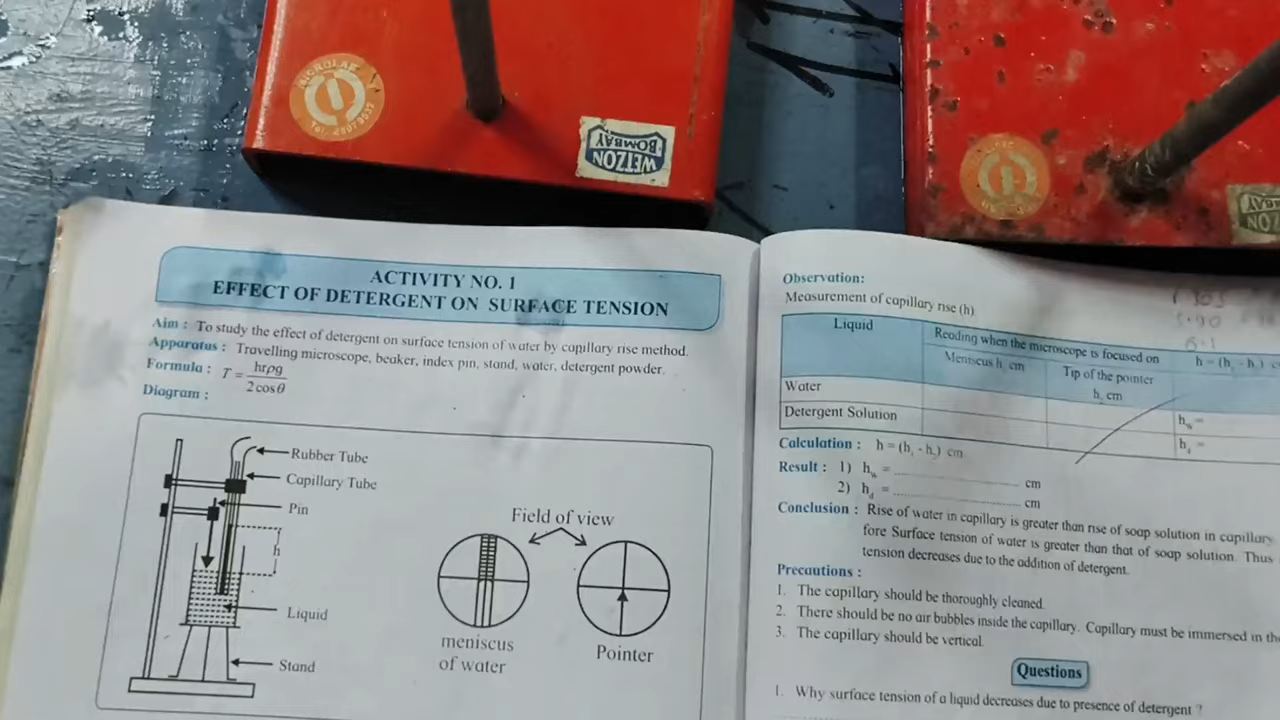 MICROLAB
WETZON
BOMBAY
ACTIVITY NO. 1
EFFECT OF DETERGENT ON SURFACE TENSION
Aim : To study the effect of detergent on surface tension of water by capillary rise method.
Apparatus : Travelling microscope, beaker, index pin, stand, water, detergent powder.
Formula : T = hrρg / 2 cosθ
Diagram :
Rubber Tube
Capillary Tube
Pin
h
Liquid
Stand
Field of view
meniscus
of water
Pointer
Observation:
Measurement of capillary rise (h)
Liquid
Reading when the microscope is focused on
Meniscus h cm
Tip of the pointer
h cm
h = (h - h )
Water
h =
Detergent Solution
h =
Calculation : h = (h - h ) cm
Result : 1) h = cm
2) h = cm
Conclusion : Rise of water in capillary is greater than rise of soap solution in capillary
fore Surface tension of water is greater than that of soap solution. Thus
tension decreases due to the addition of detergent.
Precautions :
1. The capillary should be thoroughly cleaned.
2. There should be no air bubbles inside the capillary. Capillary must be immersed in the
3. The capillary should be vertical.
Questions
1. Why surface tension of a liquid decreases due to presence of detergent ?